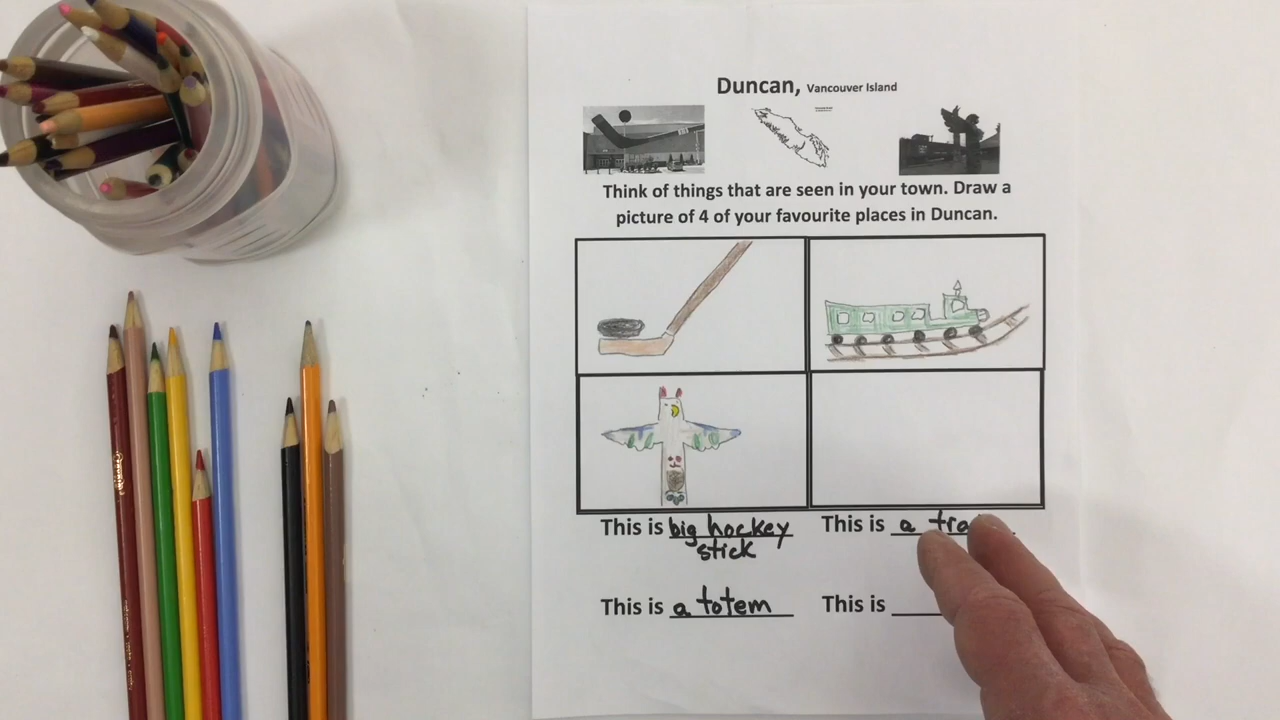 Duncan, Vancouver Island
Think of things that are seen in your town. Draw a
picture of 4 of your favourite places in Duncan.
This is big hockey
stick
This is a tra
This is a totem
This is